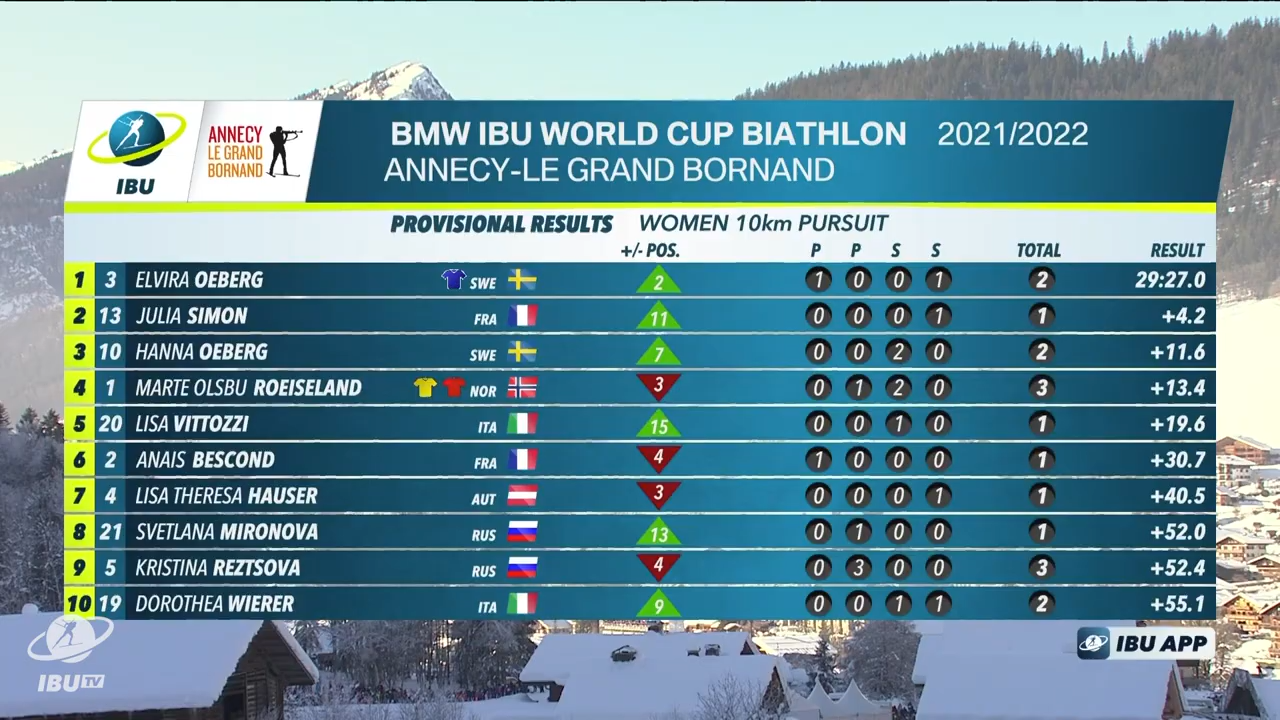 BMW IBU WORLD CUP BIATHLON 2021/2022
ANNECY-LE GRAND BORNAND
IBU
ANNECY
LE GRAND
BORNAND
PROVISIONAL RESULTS WOMEN 10km PURSUIT
+/- POS. P P S S TOTAL RESULT
1 3 ELVIRA OEBERG SWE 2 1 0 0 1 2 29:27.0
2 13 JULIA SIMON FRA 11 0 0 0 1 1 +4.2
3 10 HANNA OEBERG SWE 7 0 0 2 0 2 +11.6
4 1 MARTE OLSBU ROEISELAND NOR 3 0 1 2 0 3 +13.4
5 20 LISA VITTOZZI ITA 15 0 0 1 0 1 +19.6
6 2 ANAIS BESCOND FRA 4 1 0 0 0 1 +30.7
7 4 LISA THERESA HAUSER AUT 3 0 0 0 1 1 +40.5
8 21 SVETLANA MIRONOVA RUS 13 0 1 0 0 1 +52.0
9 5 KRISTINA REZTSOVA RUS 4 0 3 0 0 3 +52.4
10 19 DOROTHEA WIERER ITA 9 0 0 1 1 2 +55.1
IBU APP
IBU TV